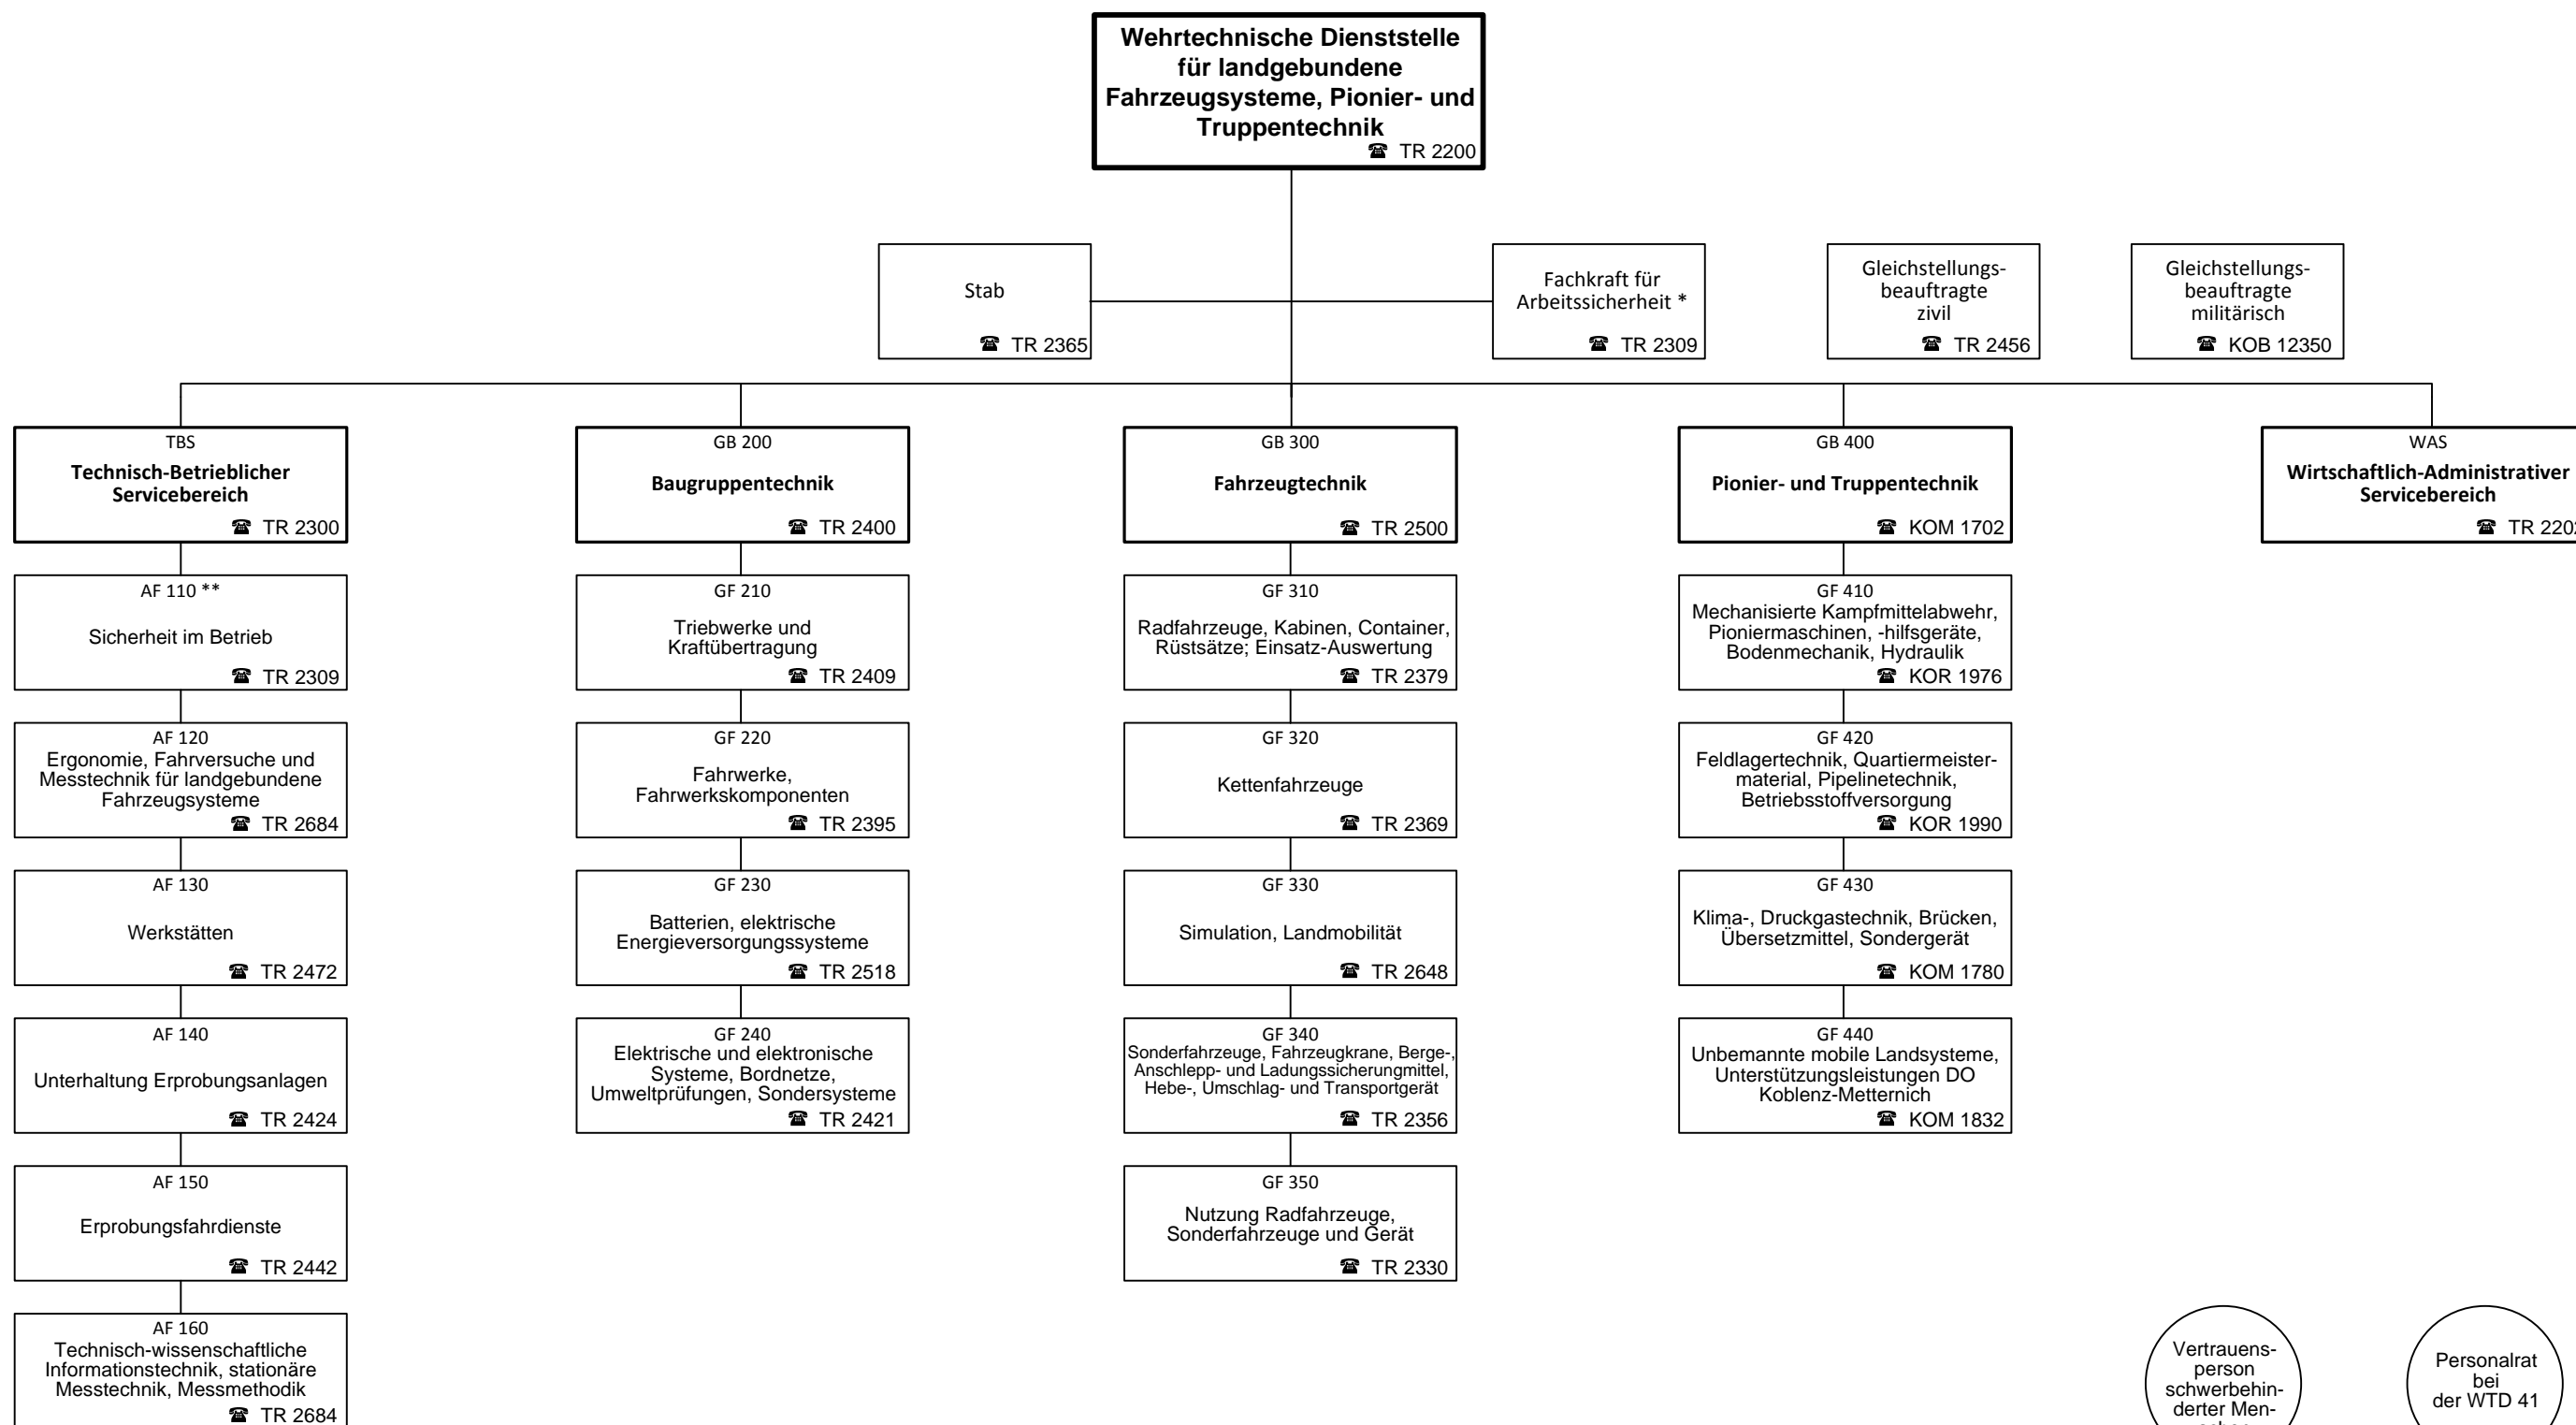 Wehrtechnische Dienststelle
für landgebundene
Fahrzeugsysteme, Pionier- und
Truppentechnik
☎ TR 2200
Stab
☎ TR 2365
Fachkraft für
Arbeitssicherheit *
☎ TR 2309
Gleichstellungs-
beauftragte
zivil
☎ TR 2456
Gleichstellungs-
beauftragte
militärisch
☎ KOB 12350
TBS
Technisch-Betrieblicher
Servicebereich
☎ TR 2300
AF 110 **
Sicherheit im Betrieb
☎ TR 2309
AF 120
Ergonomie, Fahrversuche und
Messtechnik für landgebundene
Fahrzeugsysteme
☎ TR 2684
AF 130
Werkstätten
☎ TR 2472
AF 140
Unterhaltung Erprobungsanlagen
☎ TR 2424
AF 150
Erprobungsfahrdienste
☎ TR 2442
AF 160
Technisch-wissenschaftliche
Informationstechnik, stationäre
Messtechnik, Messmethodik
☎ TR 2684
GB 200
Baugruppentechnik
☎ TR 2400
GF 210
Triebwerke und
Kraftübertragung
☎ TR 2409
GF 220
Fahrwerke,
Fahrwerkskomponenten
☎ TR 2395
GF 230
Batterien, elektrische
Energieversorgungssysteme
☎ TR 2518
GF 240
Elektrische und elektronische
Systeme, Bordnetze,
Umweltprüfungen, Sondersysteme
☎ TR 2421
GB 300
Fahrzeugtechnik
☎ TR 2500
GF 310
Radfahrzeuge, Kabinen, Container,
Rüstsätze; Einsatz-Auswertung
☎ TR 2379
GF 320
Kettenfahrzeuge
☎ TR 2369
GF 330
Simulation, Landmobilität
☎ TR 2648
GF 340
Sonderfahrzeuge, Fahrzeugkrane, Berge-,
Anschlepp- und Ladungssicherungmittel,
Hebe-, Umschlag- und Transportgerät
☎ TR 2356
GF 350
Nutzung Radfahrzeuge,
Sonderfahrzeuge und Gerät
☎ TR 2330
GB 400
Pionier- und Truppentechnik
☎ KOM 1702
GF 410
Mechanisierte Kampfmittelabwehr,
Pioniermaschinen, -hilfsgeräte,
Bodenmechanik, Hydraulik
☎ KOR 1976
GF 420
Feldlagertechnik, Quartiermeister-
material, Pipelinetechnik,
Betriebsstoffversorgung
☎ KOR 1990
GF 430
Klima-, Druckgastechnik, Brücken,
Übersetzmittel, Sondergerät
☎ KOM 1780
GF 440
Unbemannte mobile Landsysteme,
Unterstützungsleistungen DO
Koblenz-Metternich
☎ KOM 1832
WAS
Wirtschaftlich-Administrativer
Servicebereich
☎ TR
Vertrauens-
person
schwerbehin-
derter Men-
Personalrat
bei
der WTD 41